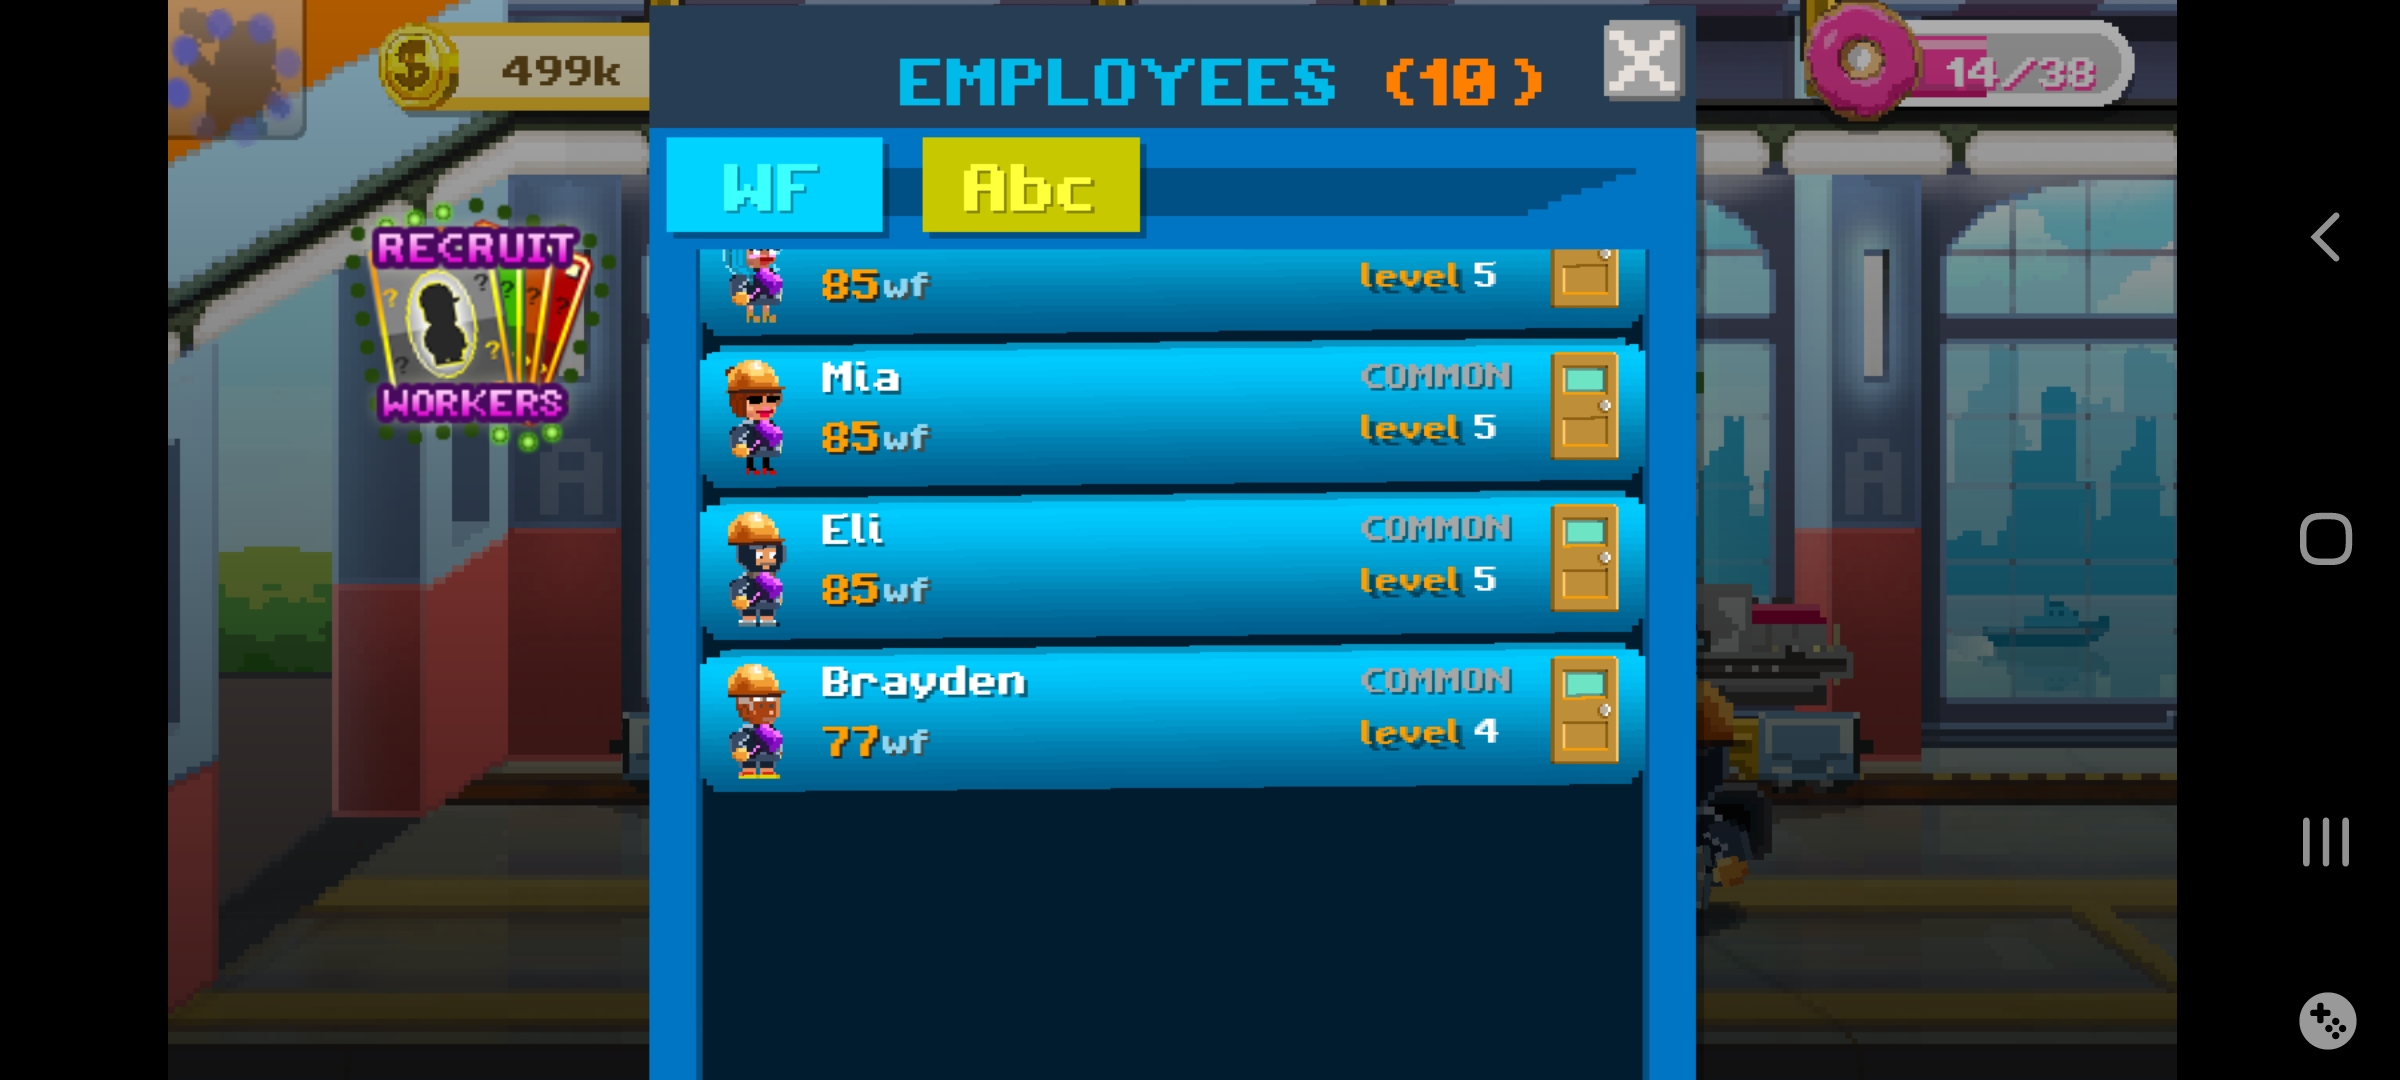 499k
EMPLOYEES (10)
14/38
WF
Abc
RECRUIT
WORKERS
85wf
level 5
Mia
COMMON
85wf
level 5
Eli
COMMON
85wf
level 5
Brayden
COMMON
77wf
level 4
A
A